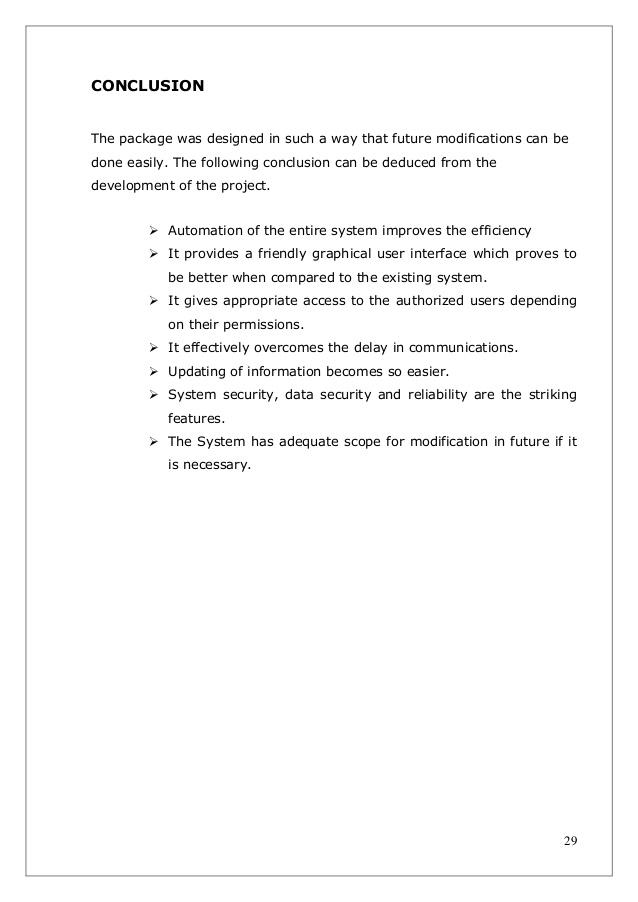 CONCLUSION
The package was designed in such a way that future modifications can be
done easily. The following conclusion can be deduced from the
development of the project.
➢ Automation of the entire system improves the efficiency
➢ It provides a friendly graphical user interface which proves to
be better when compared to the existing system.
➢ It gives appropriate access to the authorized users depending
on their permissions.
➢ It effectively overcomes the delay in communications.
➢ Updating of information becomes so easier.
➢ System security, data security and reliability are the striking
features.
➢ The System has adequate scope for modification in future if it
is necessary.
29